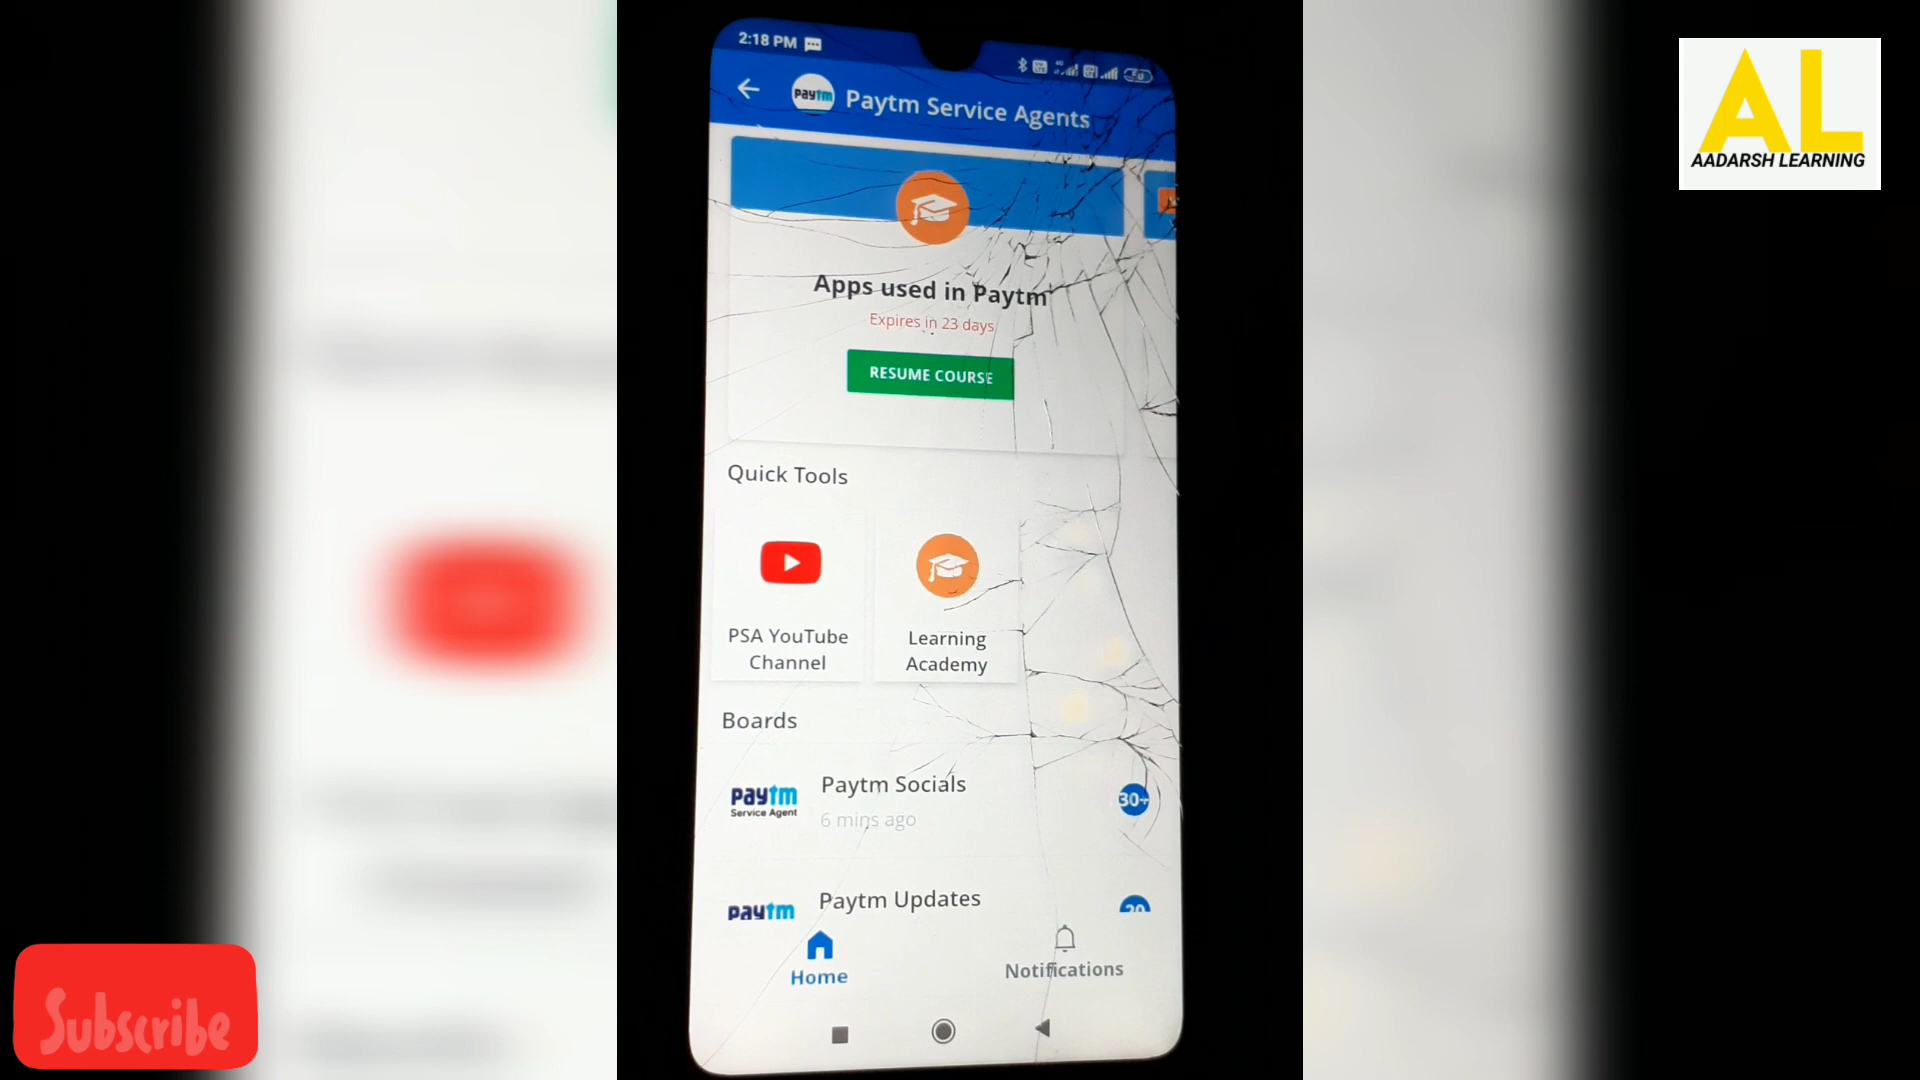 2:18 PM
paytm
Paytm Service Agents
Apps used in Paytm
Expires in 23 days
RESUME COURSE
Quick Tools
PSA YouTube
Channel
Learning
Academy
Boards
paytm
Service Agent
Paytm Socials
6 mins ago
30+
paytm
Paytm Updates
20
Home
Notifications
AL
AADARSH LEARNING
Subscribe